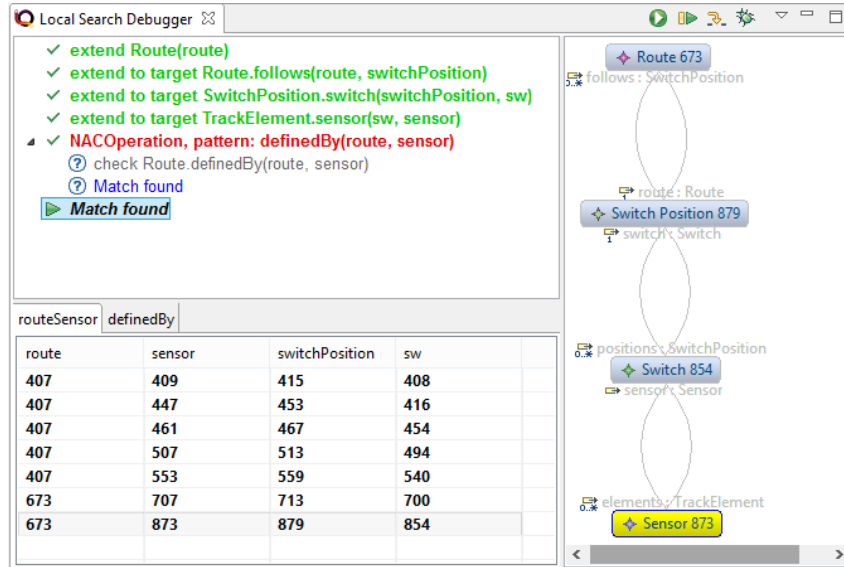 Local Search Debugger
extend Route(route)
extend to target Route.follows(route, switchPosition)
extend to target SwitchPosition.switch(switchPosition, sw)
extend to target TrackElement.sensor(sw, sensor)
NACOperation, pattern: definedBy(route, sensor)
check Route.definedBy(route, sensor)
Match found
Match found
routeSensor definedBy
route sensor switchPosition sw
407 409 415 408
407 447 453 416
407 461 467 454
407 507 513 494
407 553 559 540
673 707 713 700
673 873 879 854
Route 673
follows : SwitchPosition
0..*
route : Route
1
Switch Position 879
switch : Switch
1
positions : SwitchPosition
0..*
Switch 854
sensor : Sensor
elements : TrackElement
0..*
Sensor 873